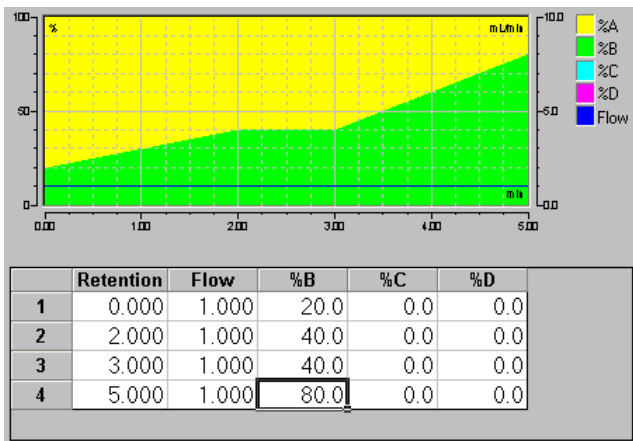 100 % mL/min 10.0 %A
%B
%C
%D
50 5.0 Flow
0 min 0.0
0.00 1.00 2.00 3.00 4.00 5.00
Retention Flow %B %C %D
1 0.000 1.000 20.0 0.0 0.0
2 2.000 1.000 40.0 0.0 0.0
3 3.000 1.000 40.0 0.0 0.0
4 5.000 1.000 80.0 0.0 0.0